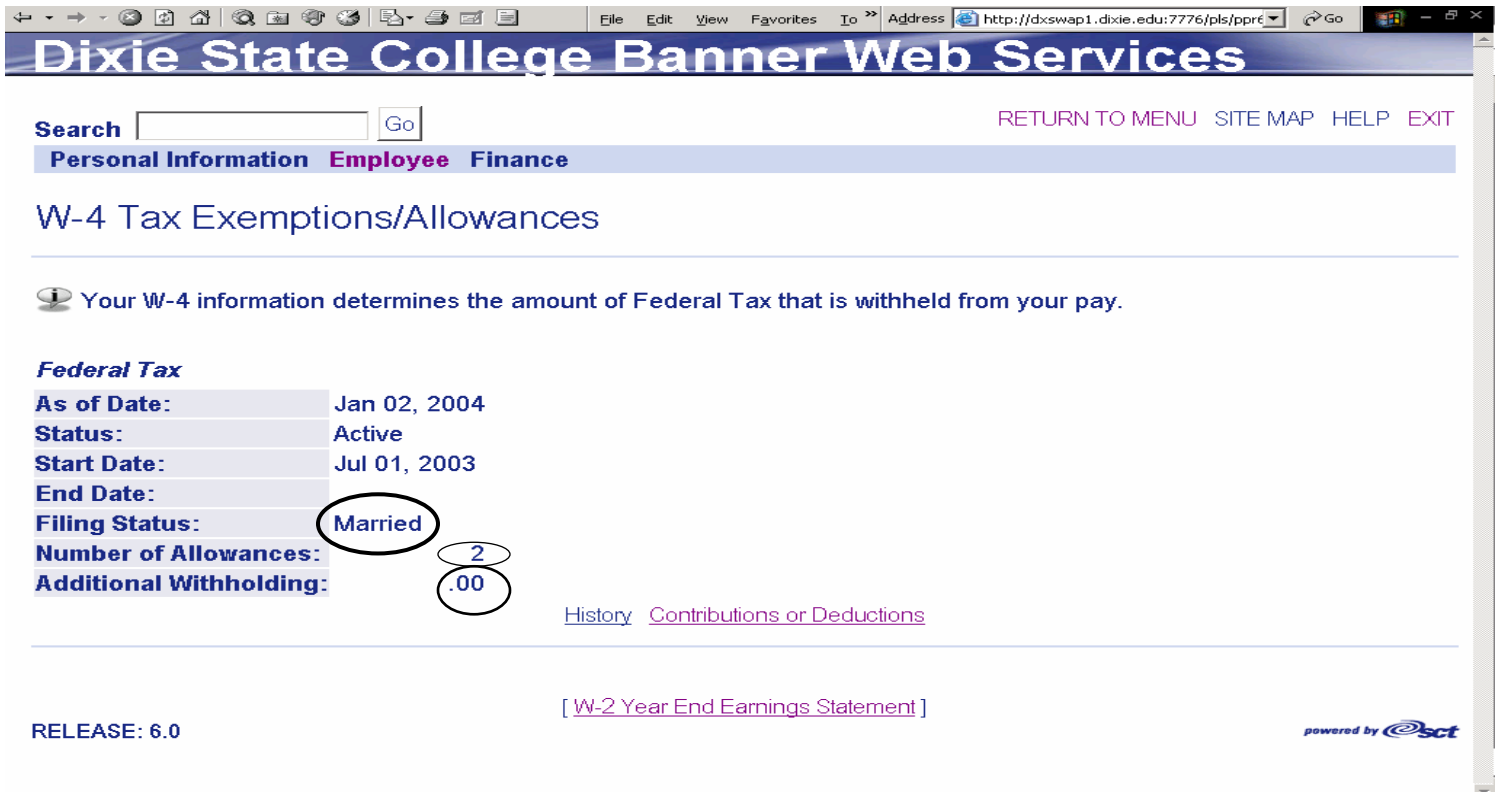 File Edit View Favorites To » Address http://dxswap1.dixie.edu:7776/pls/ppre Go
Dixie State College Banner Web Services
Search Go RETURN TO MENU SITE MAP HELP EXIT
Personal Information Employee Finance
W-4 Tax Exemptions/Allowances
Your W-4 information determines the amount of Federal Tax that is withheld from your pay.
Federal Tax
As of Date: Jan 02, 2004
Status: Active
Start Date: Jul 01, 2003
End Date:
Filing Status: Married
Number of Allowances: 2
Additional Withholding: .00
History Contributions or Deductions
[ W-2 Year End Earnings Statement ]
RELEASE: 6.0 powered by sct